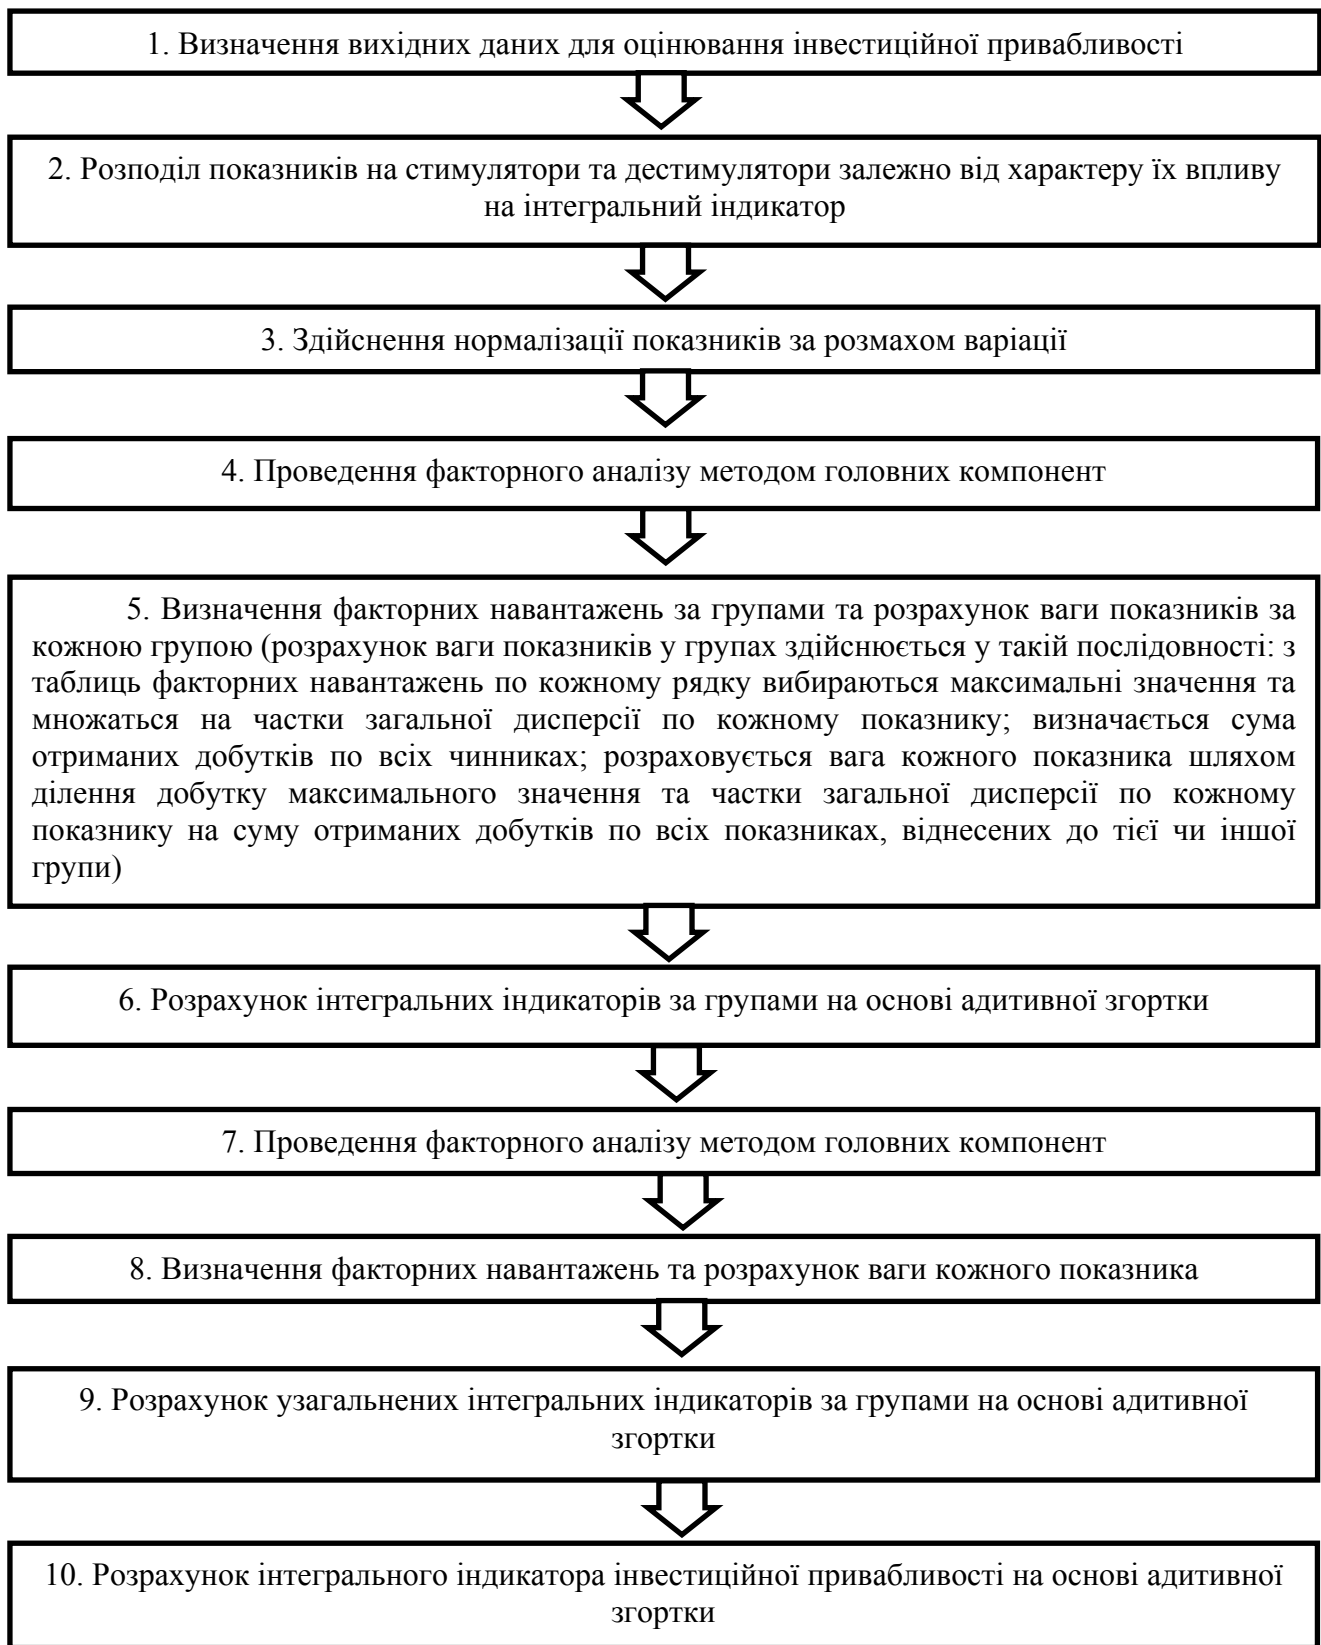 1. Визначення вихідних даних для оцінювання інвестиційної привабливості
2. Розподіл показників на стимулятори та дестимулятори залежно від характеру їх впливу
на інтегральний індикатор
3. Здійснення нормалізації показників за розмахом варіації
4. Проведення факторного аналізу методом головних компонент
5. Визначення факторних навантажень за групами та розрахунок ваги показників за
кожною групою (розрахунок ваги показників у групах здійснюється у такій послідовності: з
таблиць факторних навантажень по кожному рядку вибираються максимальні значення та
множаться на частки загальної дисперсії по кожному показнику; визначається сума
отриманих добутків по всіх чинниках; розраховується вага кожного показника шляхом
ділення добутку максимального значення та частки загальної дисперсії по кожному
показнику на суму отриманих добутків по всіх показниках, віднесених до тієї чи іншої
групи)
6. Розрахунок інтегральних індикаторів за групами на основі адитивної згортки
7. Проведення факторного аналізу методом головних компонент
8. Визначення факторних навантажень та розрахунок ваги кожного показника
9. Розрахунок узагальнених інтегральних індикаторів за групами на основі адитивної
згортки
10. Розрахунок інтегрального індикатора інвестиційної привабливості на основі адитивної
згортки